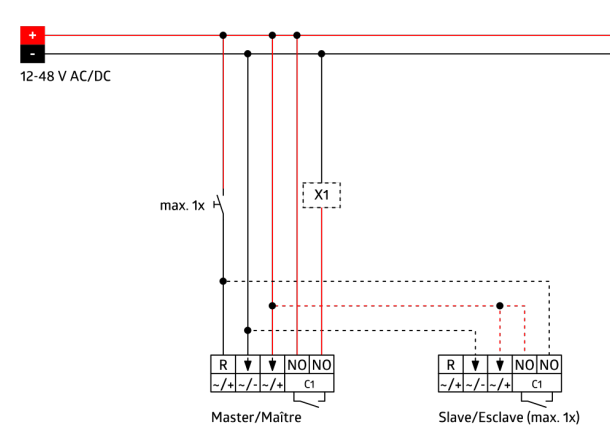 +
-
12-48 V AC/DC
max. 1x
X1
R NO NO
~/+ ~/- ~/+ C1
Master/Maître
R NO NO
~/+ ~/- ~/+ C1
Slave/Esclave (max. 1x)